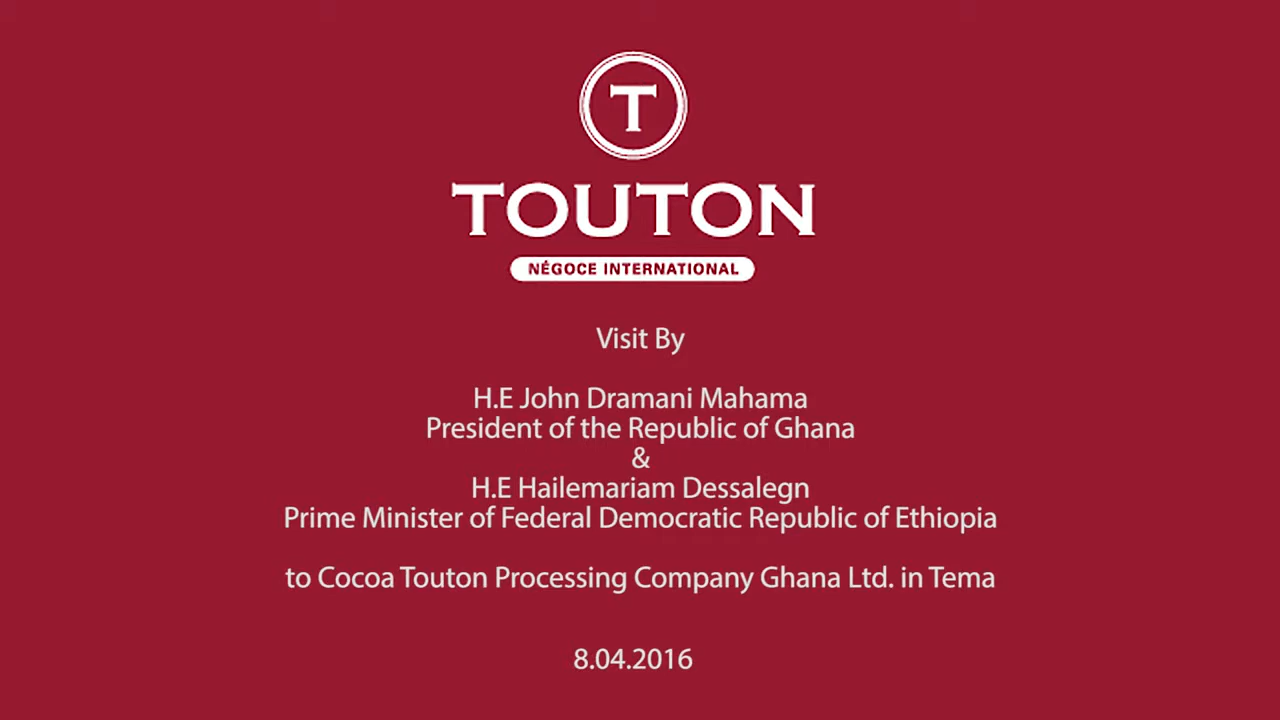 T
TOUTON
NÉGOCE INTERNATIONAL
Visit By
H.E John Dramani Mahama
President of the Republic of Ghana
&
H.E Hailemariam Dessalegn
Prime Minister of Federal Democratic Republic of Ethiopia
to Cocoa Touton Processing Company Ghana Ltd. in Tema
8.04.2016